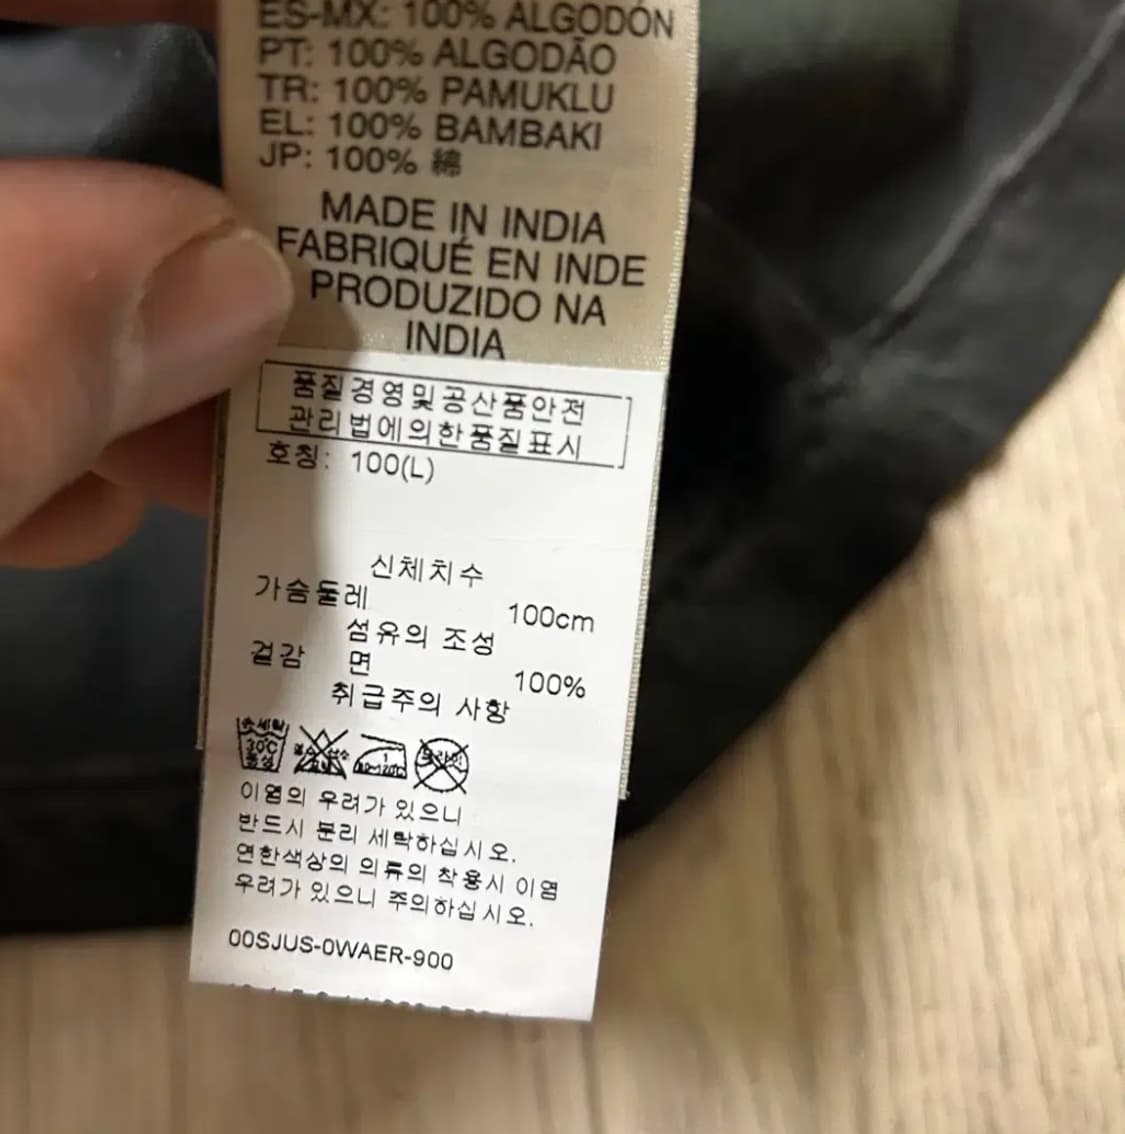 ES-MX: 100% ALGODÓN
PT: 100% ALGODÃO
TR: 100% PAMUKLU
EL: 100% BAMBAKI
JP: 100% 綿
MADE IN INDIA
FABRIQUÉ EN INDE
PRODUZIDO NA
INDIA
품질경영및공산품안전
관리법에의한품질표시
호칭: 100(L)
신체치수
가슴둘레 100cm
섬유의 조성
겉감 면 100%
취급주의 사항
손세탁
30℃
중성
이염의 우려가 있으니
반드시 분리 세탁하십시오.
연한색상의 의류의 착용시 이염
우려가 있으니 주의하십시오.
00SJUS-0WAER-900